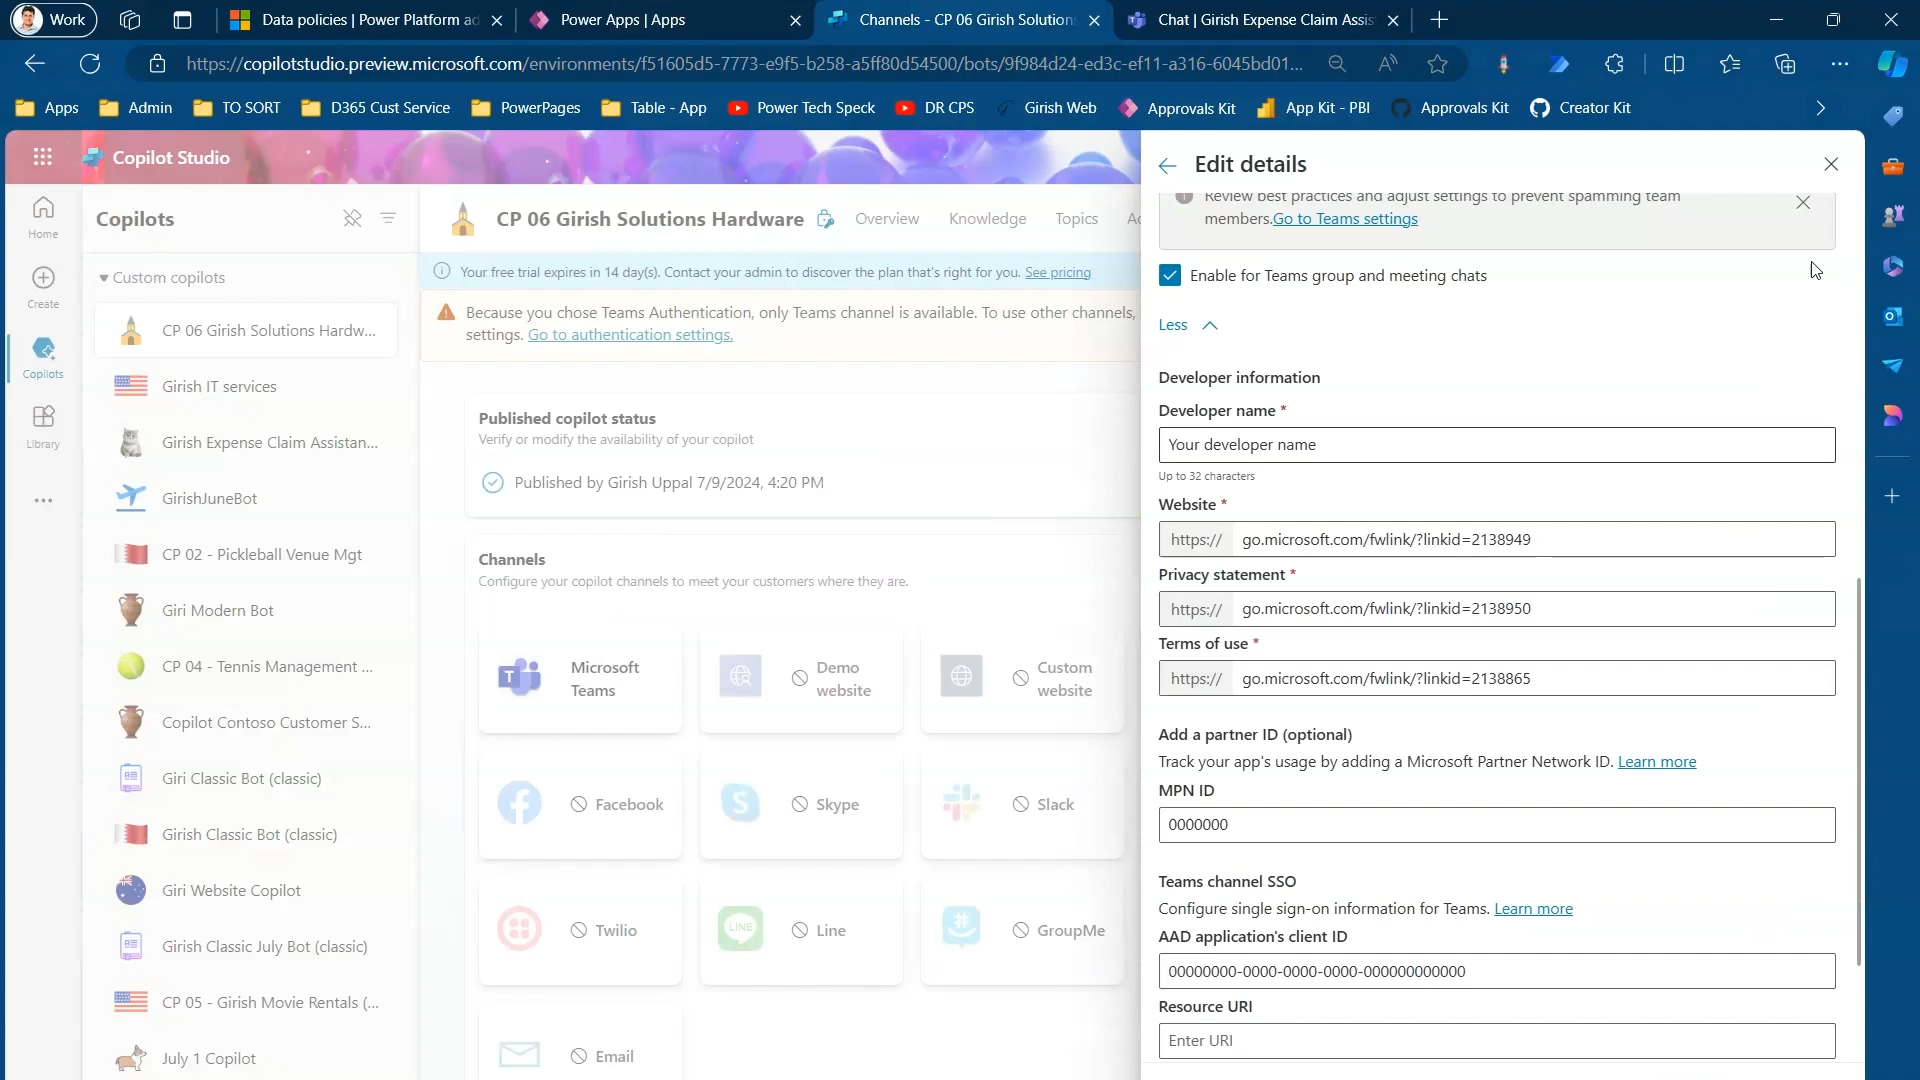 Work
Data policies | Power Platform ad
Power Apps | Apps
Channels - CP 06 Girish Solutions
Chat | Girish Expense Claim Assis
https://copilotstudio.preview.microsoft.com/environments/f51605d5-7773-e9f5-b258-a5ff80d54500/bots/9f984d24-ed3c-ef11-a316-6045bd01...
Apps
Admin
TO SORT
D365 Cust Service
PowerPages
Table - App
Power Tech Speck
DR CPS
Girish Web
Approvals Kit
App Kit - PBI
Approvals Kit
Creator Kit
Copilot Studio
Home
Create
Copilots
Library
Copilots
Custom copilots
CP 06 Girish Solutions Hardw...
Girish IT services
Girish Expense Claim Assistan...
GirishJuneBot
CP 02 - Pickleball Venue Mgt
Giri Modern Bot
CP 04 - Tennis Management ...
Copilot Contoso Customer S...
Giri Classic Bot (classic)
Girish Classic Bot (classic)
Giri Website Copilot
Girish Classic July Bot (classic)
CP 05 - Girish Movie Rentals (...
July 1 Copilot
CP 06 Girish Solutions Hardware
Overview
Knowledge
Topics
Ac
Your free trial expires in 14 day(s). Contact your admin to discover the plan that's right for you. See pricing
Because you chose Teams Authentication, only Teams channel is available. To use other channels,
settings. Go to authentication settings.
Published copilot status
Verify or modify the availability of your copilot
Published by Girish Uppal 7/9/2024, 4:20 PM
Channels
Configure your copilot channels to meet your customers where they are.
Microsoft
Teams
Demo
website
Custom
website
Facebook
Skype
Slack
Twilio
LINE
Line
GroupMe
Email
Edit details
Review best practices and adjust settings to prevent spamming team
members.Go to Teams settings
Enable for Teams group and meeting chats
Less
Developer information
Developer name *
Your developer name
Up to 32 characters
Website *
https:// go.microsoft.com/fwlink/?linkid=2138949
Privacy statement *
https:// go.microsoft.com/fwlink/?linkid=2138950
Terms of use *
https:// go.microsoft.com/fwlink/?linkid=2138865
Add a partner ID (optional)
Track your app's usage by adding a Microsoft Partner Network ID. Learn more
MPN ID
0000000
Teams channel SSO
Configure single sign-on information for Teams. Learn more
AAD application's client ID
00000000-0000-0000-0000-000000000000
Resource URI
Enter URI